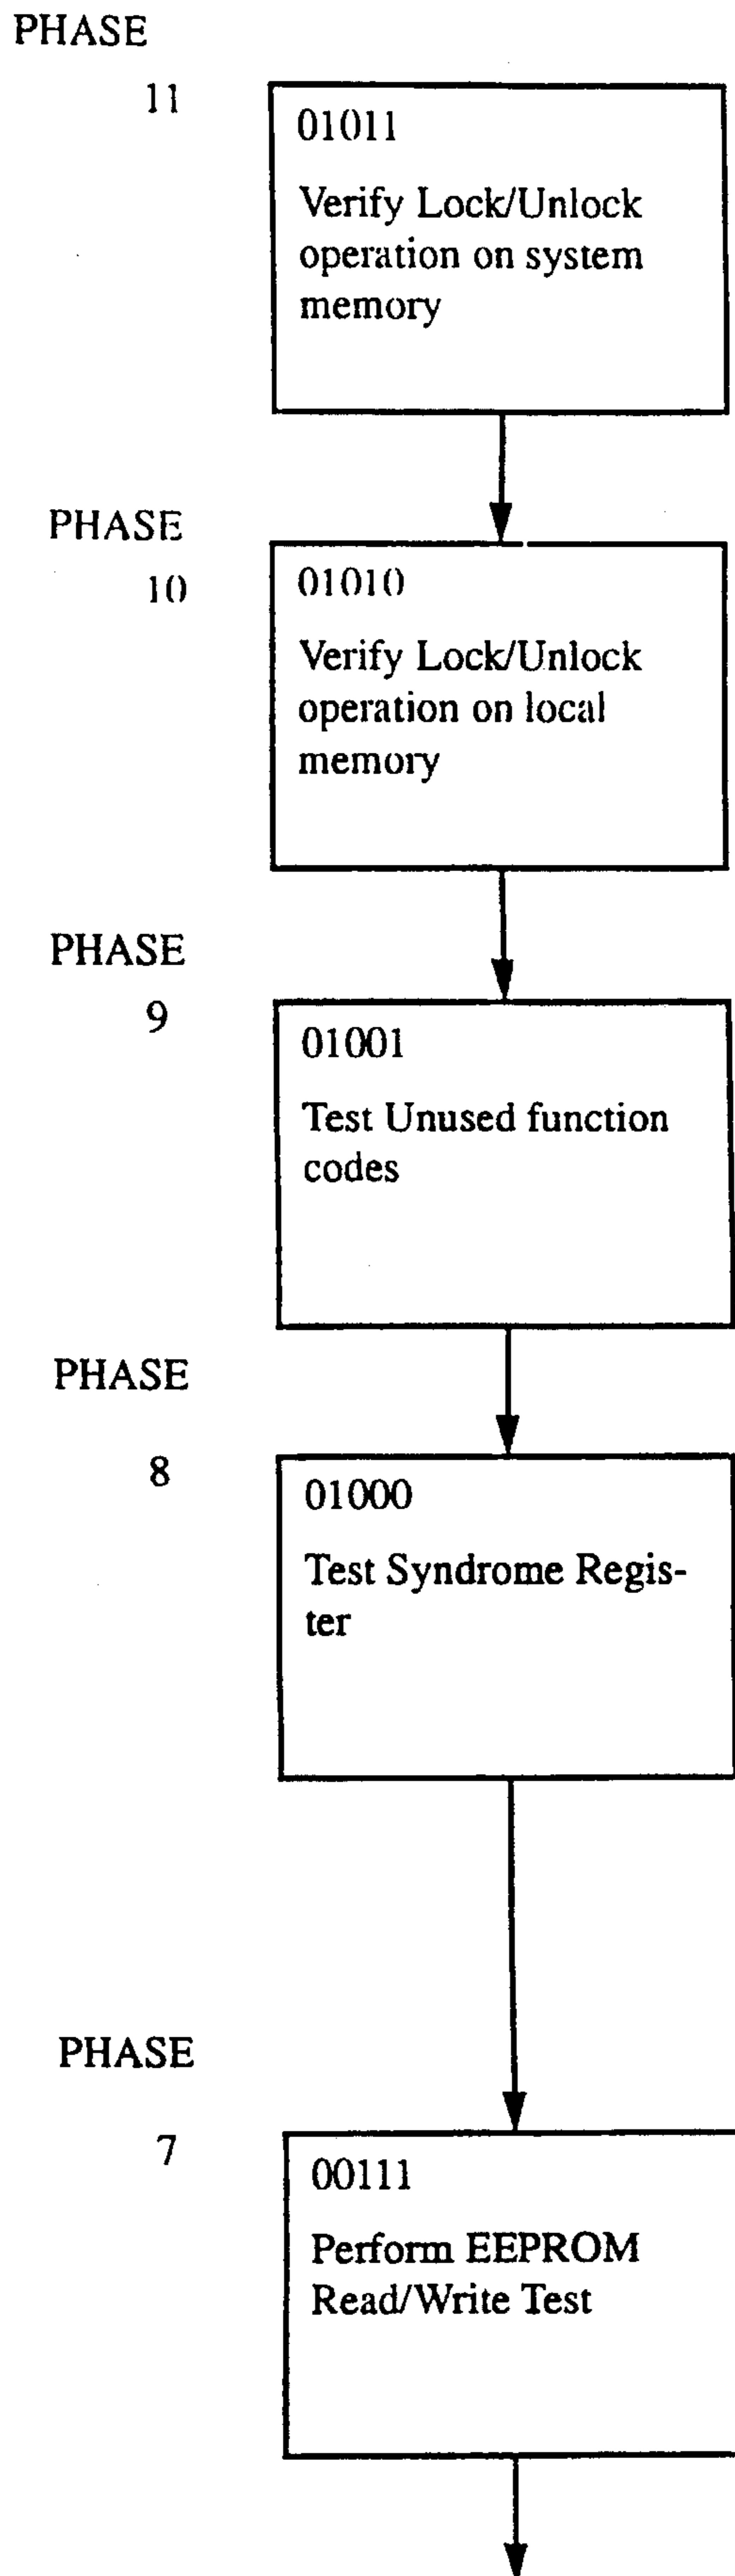 PHASE
11
01011
Verify Lock/Unlock
operation on system
memory
PHASE
10
01010
Verify Lock/Unlock
operation on local
memory
PHASE
9
01001
Test Unused function
codes
PHASE
8
01000
Test Syndrome Regis-
ter
PHASE
7
00111
Perform EEPROM
Read/Write Test